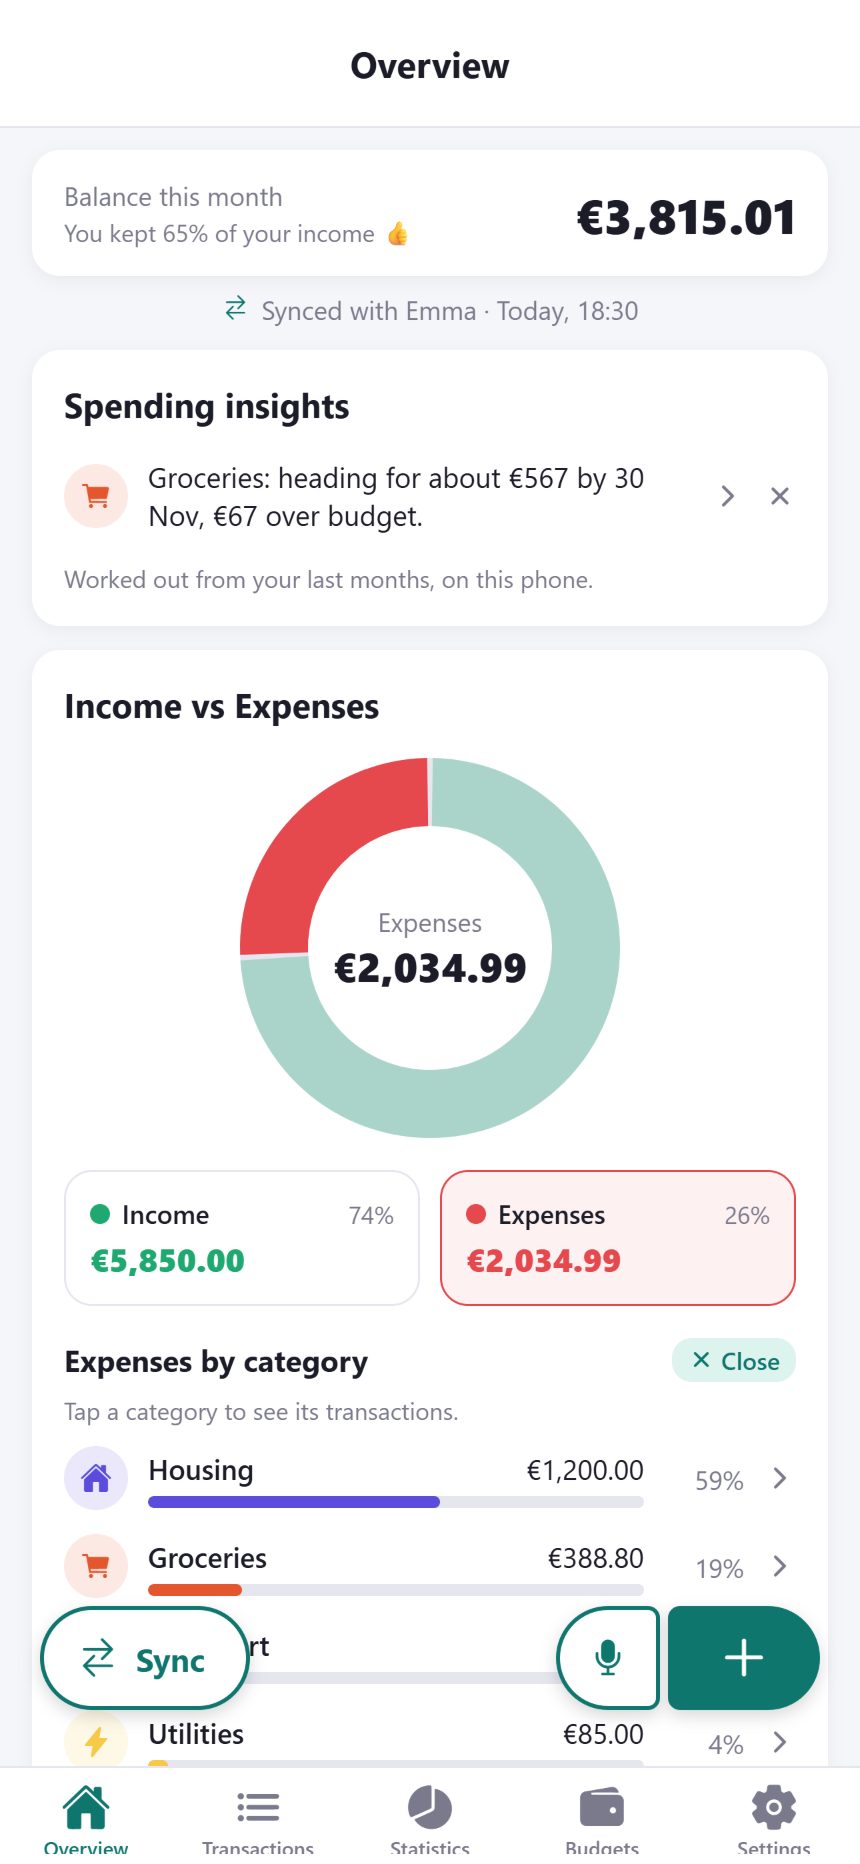 Overview
Balance this month
You kept 65% of your income 👍
€3,815.01
Synced with Emma · Today, 18:30
Spending insights
Groceries: heading for about €567 by 30
Nov, €67 over budget.
Worked out from your last months, on this phone.
Income vs Expenses
Expenses
€2,034.99
Income 74%
€5,850.00
Expenses 26%
€2,034.99
Expenses by category
Close
Tap a category to see its transactions.
Housing €1,200.00 59%
Groceries €388.80 19%
Sync
Utilities €85.00 4%
Overview Transactions Statistics Budgets Settings